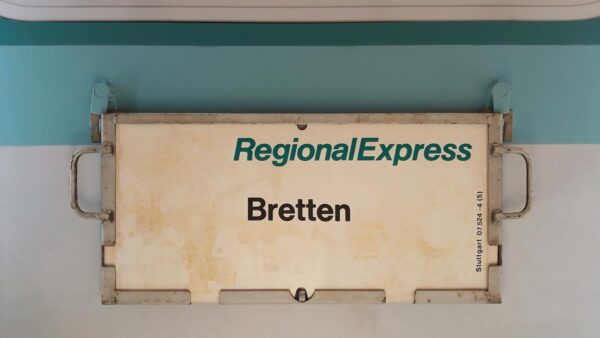 RegionalExpress
Bretten
Stuttgart 07 524 - 4 (5)